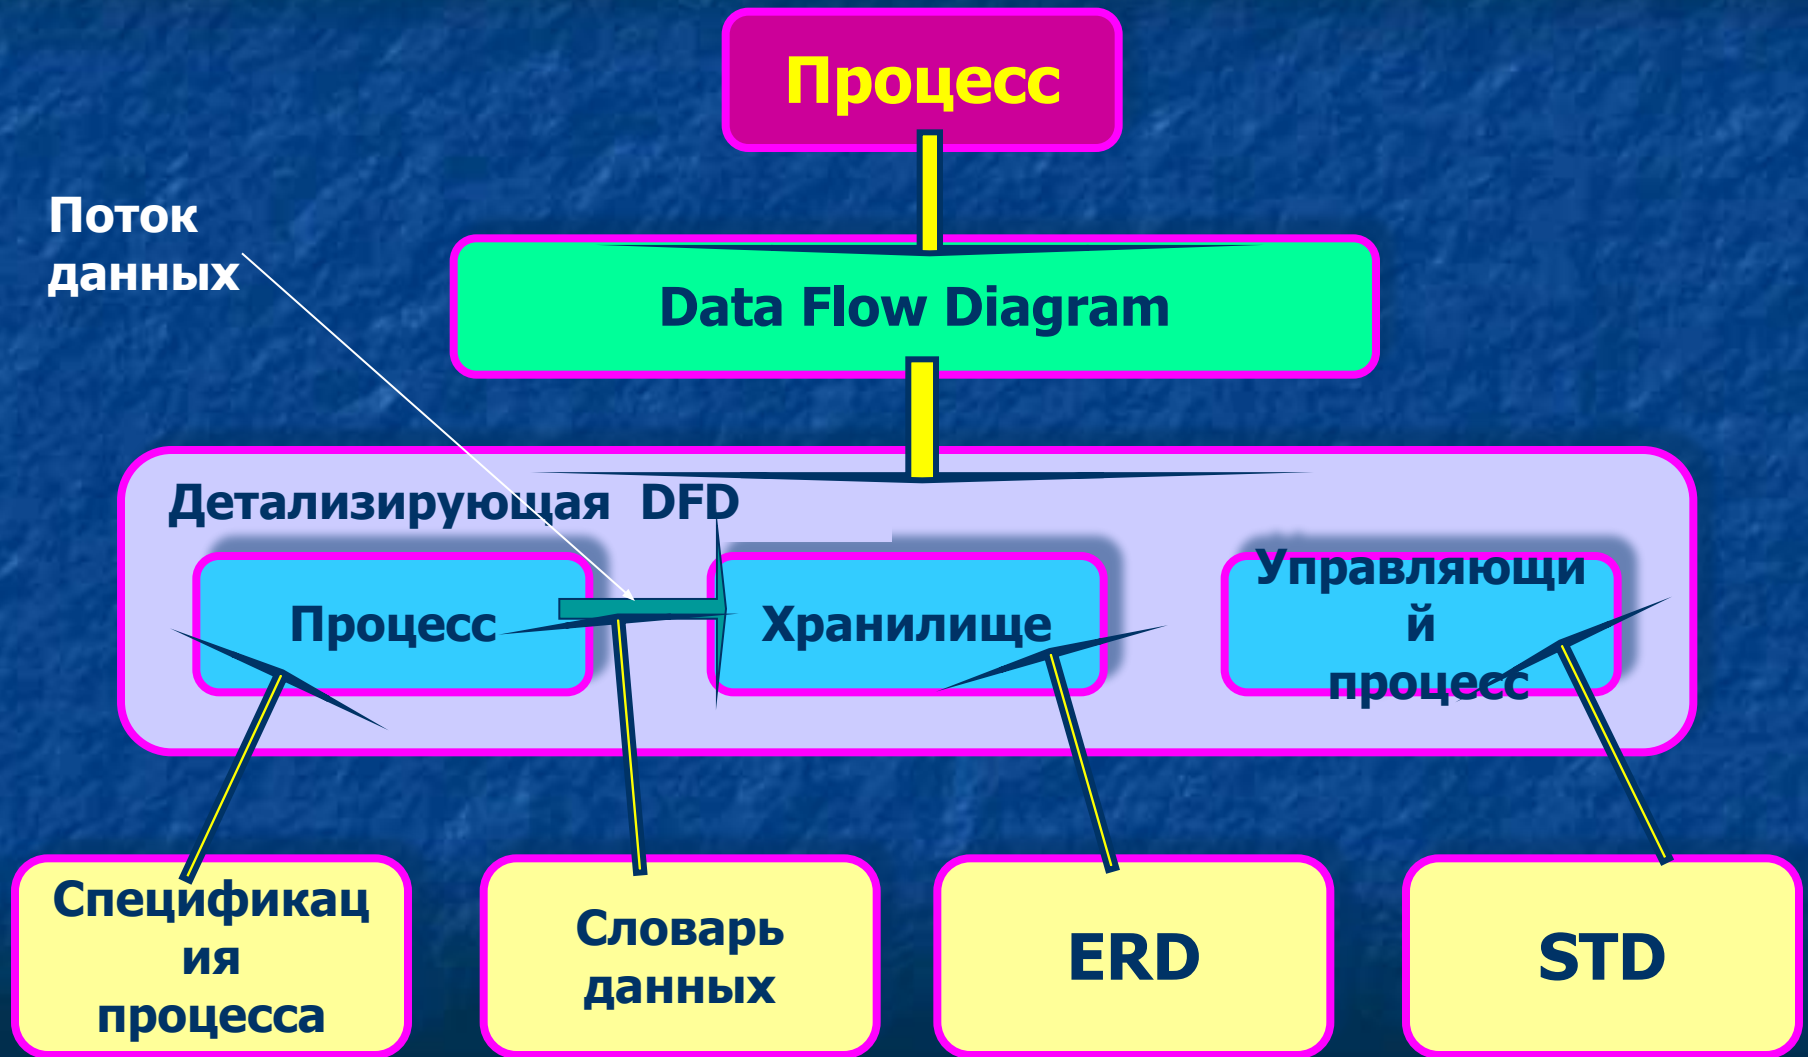 Процесс
Поток
данных
Data Flow Diagram
Детализирующая DFD
Процесс
Хранилище
Управляющи
й
процесс
Спецификац
ия
процесса
Словарь
данных
ERD
STD